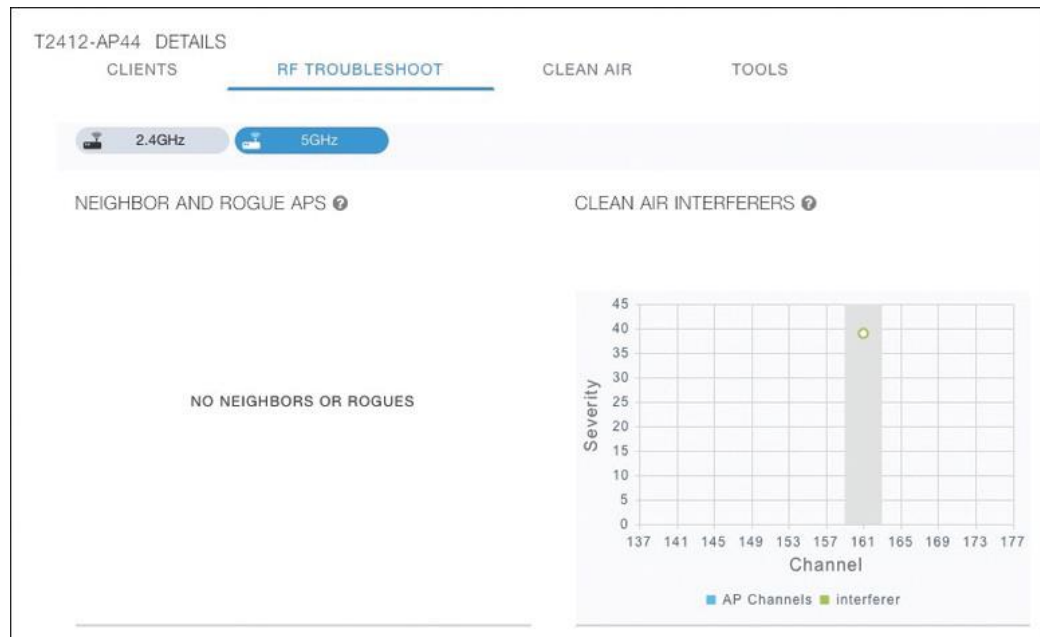 T2412-AP44 DETAILS
CLIENTS RF TROUBLESHOOT CLEAN AIR TOOLS
2.4GHz 5GHz
NEIGHBOR AND ROGUE APS ?
CLEAN AIR INTERFERERS ?
NO NEIGHBORS OR ROGUES
45
40
35
30
25
20
15
10
5
0
Severity
137 141 145 149 153 157 161 165 169 173 177
Channel
AP Channels interferer